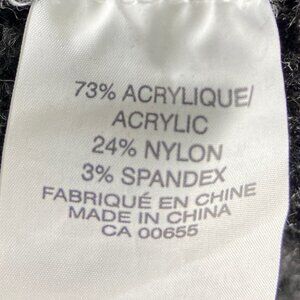 73% ACRYLIQUE/
ACRYLIC
24% NYLON
3% SPANDEX
FABRIQUÉ EN CHINE
MADE IN CHINA
CA 00655